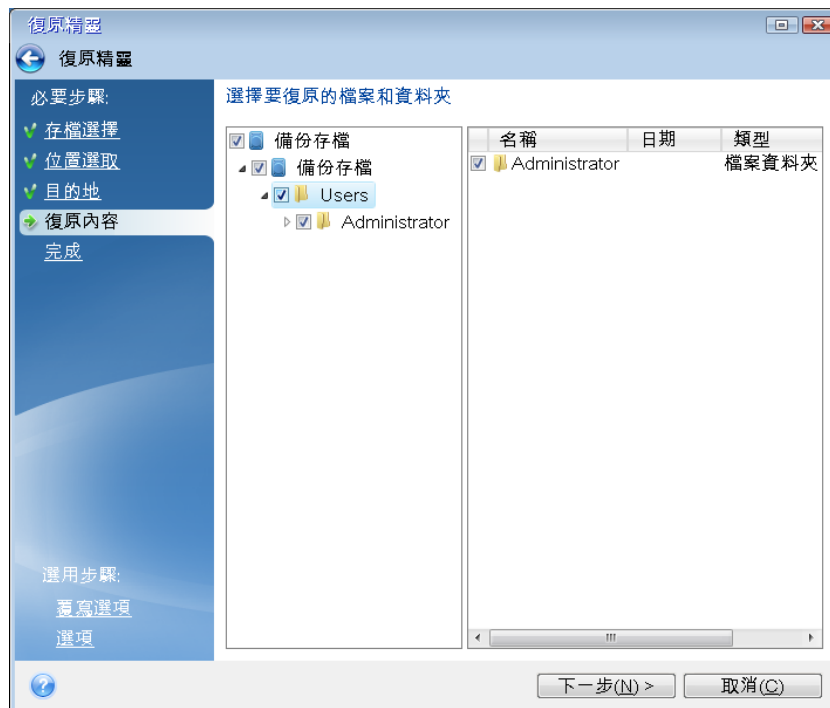 復原精靈
復原精靈
必要步驟:
存檔選擇
位置選取
目的地
復原內容
完成
選用步驟:
覆寫選項
選項
選擇要復原的檔案和資料夾
備份存檔
備份存檔
Users
Administrator
名稱 日期 類型
Administrator 檔案資料夾
下一步(N) > 取消(C)